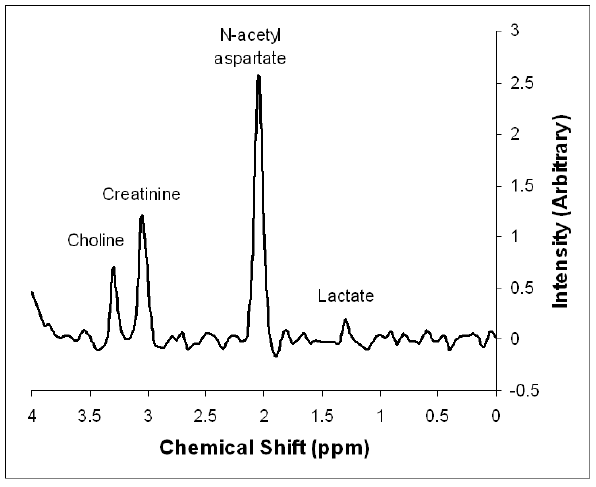 N-acetyl
aspartate
Creatinine
Choline
Lactate
3
2.5
2
1.5
1
0.5
0
-0.5
Intensity (Arbitrary)
4 3.5 3 2.5 2 1.5 1 0.5 0
Chemical Shift (ppm)